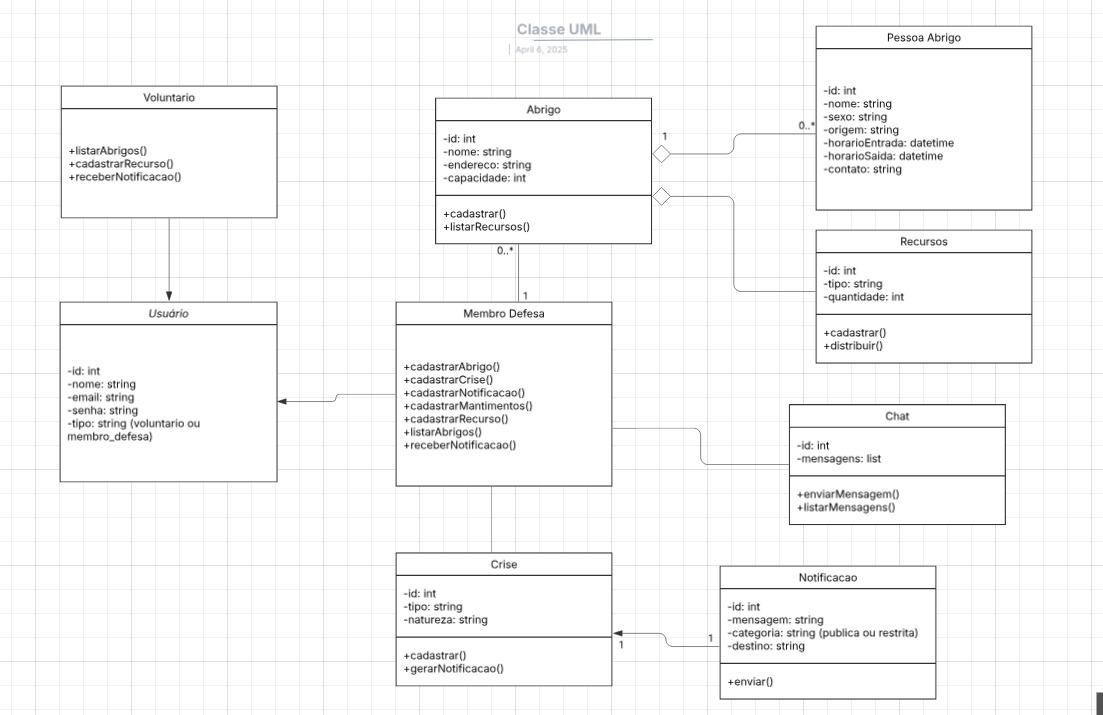 Classe UML
April 6, 2025
Voluntario
+listarAbrigos()
+cadastrarRecurso()
+receberNotificacao()
Abrigo
-id: int
-nome: string
-endereco: string
-capacidade: int
+cadastrar()
+listarRecursos()
1
0..*
Pessoa Abrigo
-id: int
-nome: string
-sexo: string
-origem: string
-horarioEntrada: datetime
-horarioSaida: datetime
-contato: string
Recursos
-id: int
-tipo: string
-quantidade: int
+cadastrar()
+distribuir()
0..*
1
Usuário
-id: int
-nome: string
-email: string
-senha: string
-tipo: string (voluntario ou
membro_defesa)
Membro Defesa
+cadastrarAbrigo()
+cadastrarCrise()
+cadastrarNotificacao()
+cadastrarMantimentos()
+cadastrarRecurso()
+listarAbrigos()
+receberNotificacao()
Chat
-id: int
-mensagens: list
+enviarMensagem()
+listarMensagens()
Crise
-id: int
-tipo: string
-natureza: string
+cadastrar()
+gerarNotificacao()
1
1
Notificacao
-id: int
-mensagem: string
-categoria: string (publica ou restrita)
-destino: string
+enviar()